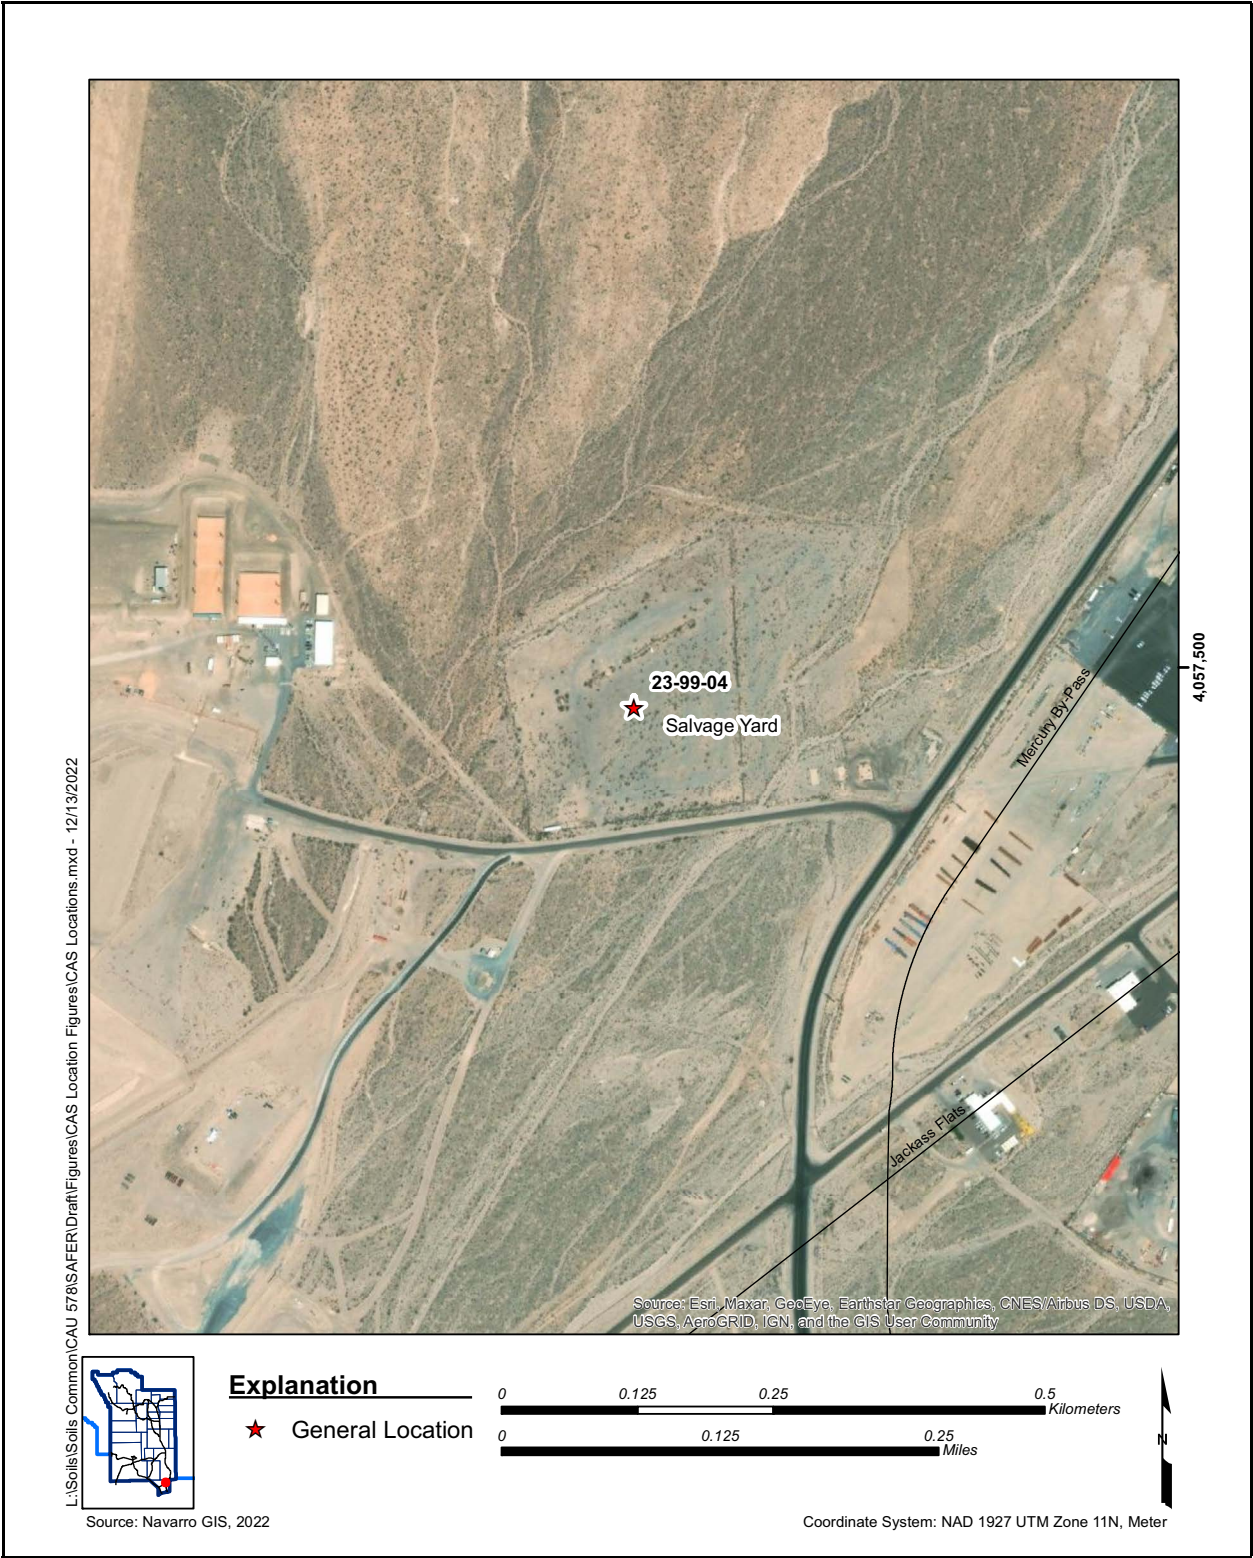 23-99-04
Salvage Yard
Mercury By-Pass
Jackass Flats
4,057,500
Source: Esri, Maxar, GeoEye, Earthstar Geographics, CNES/Airbus DS, USDA,
USGS, AeroGRID, IGN, and the GIS User Community
L:\Soils\Soils Common\CAU 578\SAFER\Draft\Figures\CAS Location Figures\CAS Locations.mxd - 12/13/2022
Explanation
General Location
0 0.125 0.25 0.5
Kilometers
0 0.125 0.25
Miles
N
Source: Navarro GIS, 2022
Coordinate System: NAD 1927 UTM Zone 11N, Meter